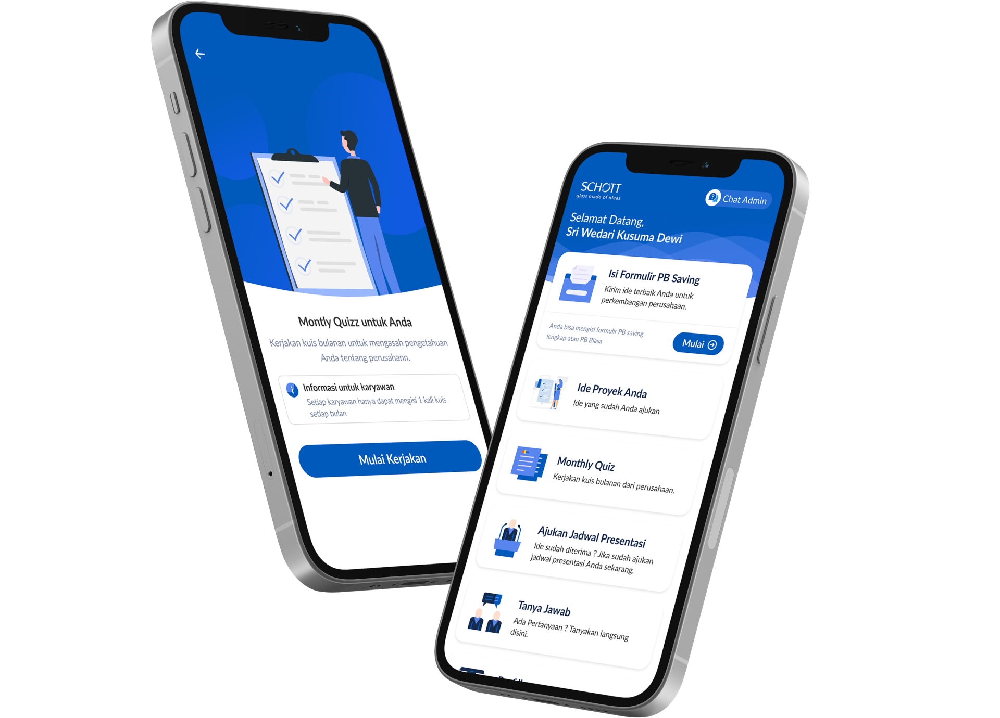 Montly Quizz untuk Anda
Kerjakan kuis bulanan untuk mengasah pengetahuan
Anda tentang perusahann.
Informasi untuk karyawan
Setiap karyawan hanya dapat mengisi 1 kali kuis
setiap bulan
Mulai Kerjakan
SCHOTT
glass made of ideas
Chat Admin
Selamat Datang,
Sri Wedari Kusuma Dewi
Isi Formulir PB Saving
Kirim ide terbaik Anda untuk
perkembangan perusahaan.
Anda bisa mengisi formulir PB saving
lengkap atau PB Biasa
Mulai
Ide Proyek Anda
Ide yang sudah Anda ajukan
Monthly Quiz
Kerjakan kuis bulanan dari perusahaan.
Ajukan Jadwal Presentasi
Ide sudah diterima ? Jika sudah ajukan
jadwal presentasi Anda sekarang.
Tanya Jawab
Ada Pertanyaan ? Tanyakan langsung
disini.